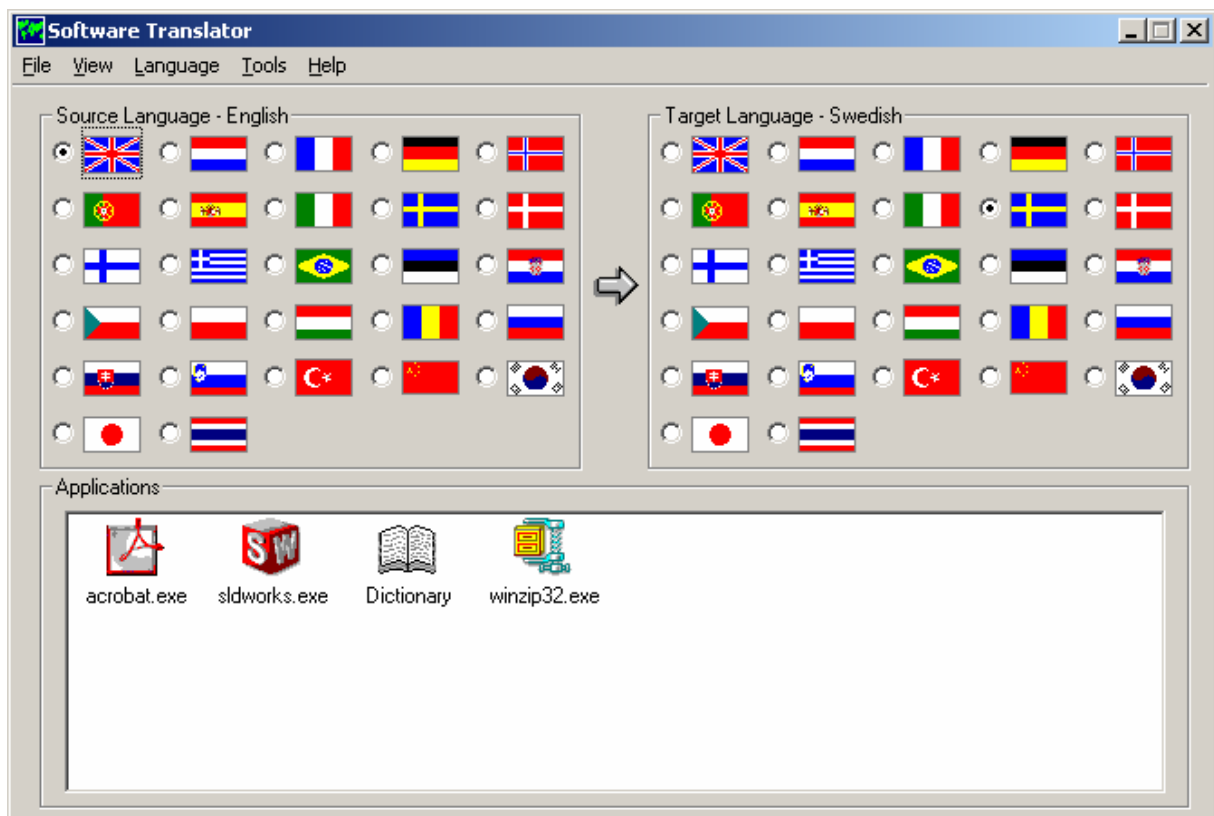 Software Translator
File View Language Tools Help
Source Language - English
Target Language - Swedish
Applications
SW
acrobat.exe sldworks.exe Dictionary winzip32.exe